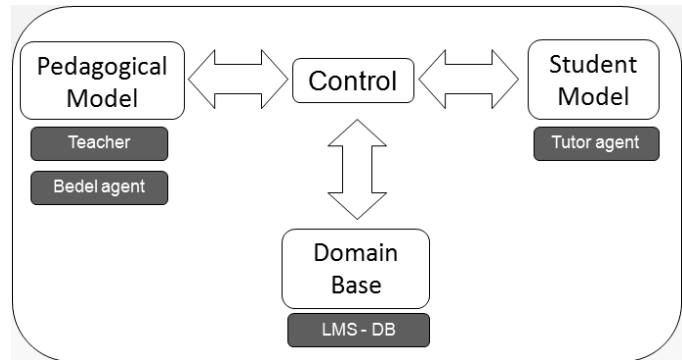 Pedagogical
Model
Teacher
Bedel agent
Control
Student
Model
Tutor agent
Domain
Base
LMS - DB